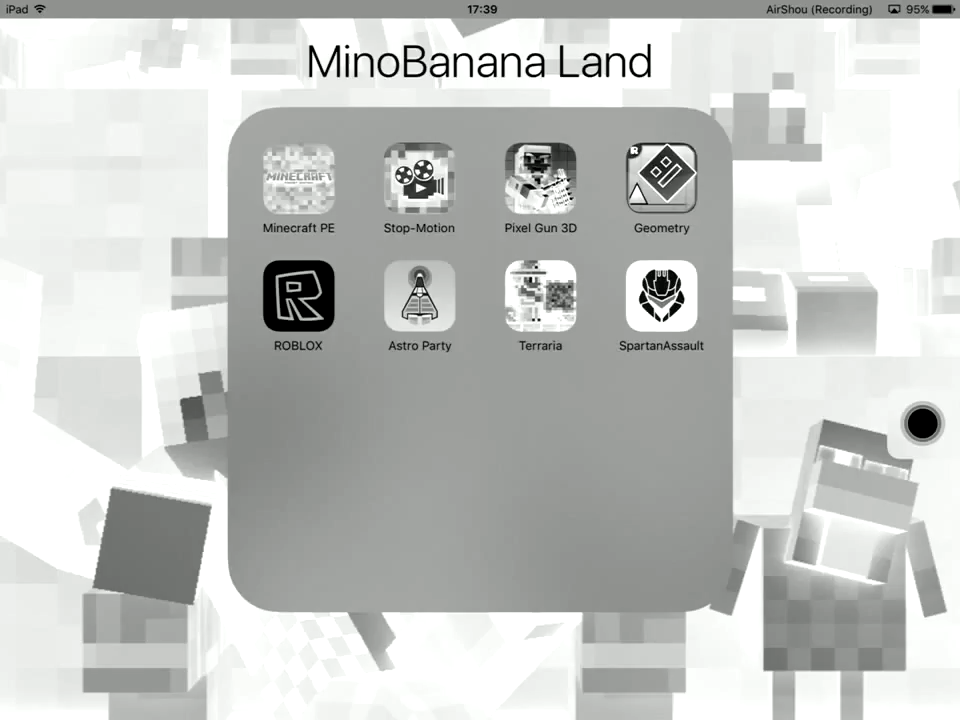 iPad 17:39 AirShou (Recording) 95%
MinoBanana Land
MINECRAFT
R
Minecraft PE Stop-Motion Pixel Gun 3D Geometry
R
ROBLOX Astro Party Terraria SpartanAssault